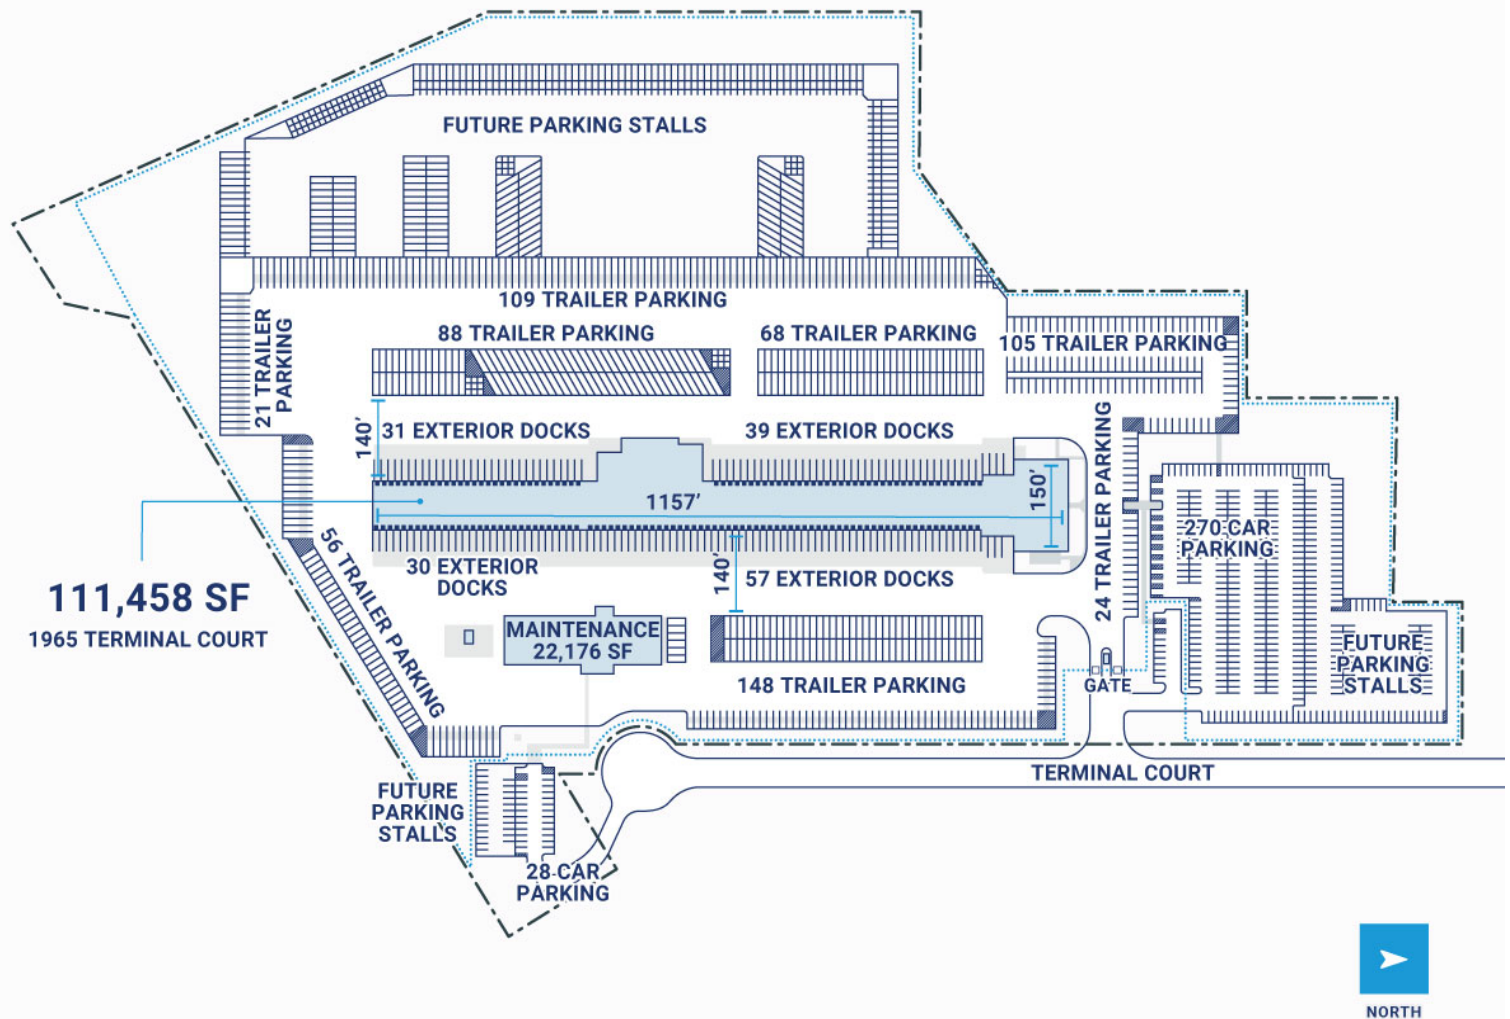 FUTURE PARKING STALLS
109 TRAILER PARKING
88 TRAILER PARKING
68 TRAILER PARKING
105 TRAILER PARKING
21 TRAILER
PARKING
140'
31 EXTERIOR DOCKS
39 EXTERIOR DOCKS
24 TRAILER PARKING
1157'
150'
270 CAR
PARKING
56 TRAILER PARKING
30 EXTERIOR
DOCKS
140'
57 EXTERIOR DOCKS
111,458 SF
1965 TERMINAL COURT
MAINTENANCE
22,176 SF
148 TRAILER PARKING
GATE
FUTURE
PARKING
STALLS
TERMINAL COURT
FUTURE
PARKING
STALLS
28 CAR
PARKING
NORTH